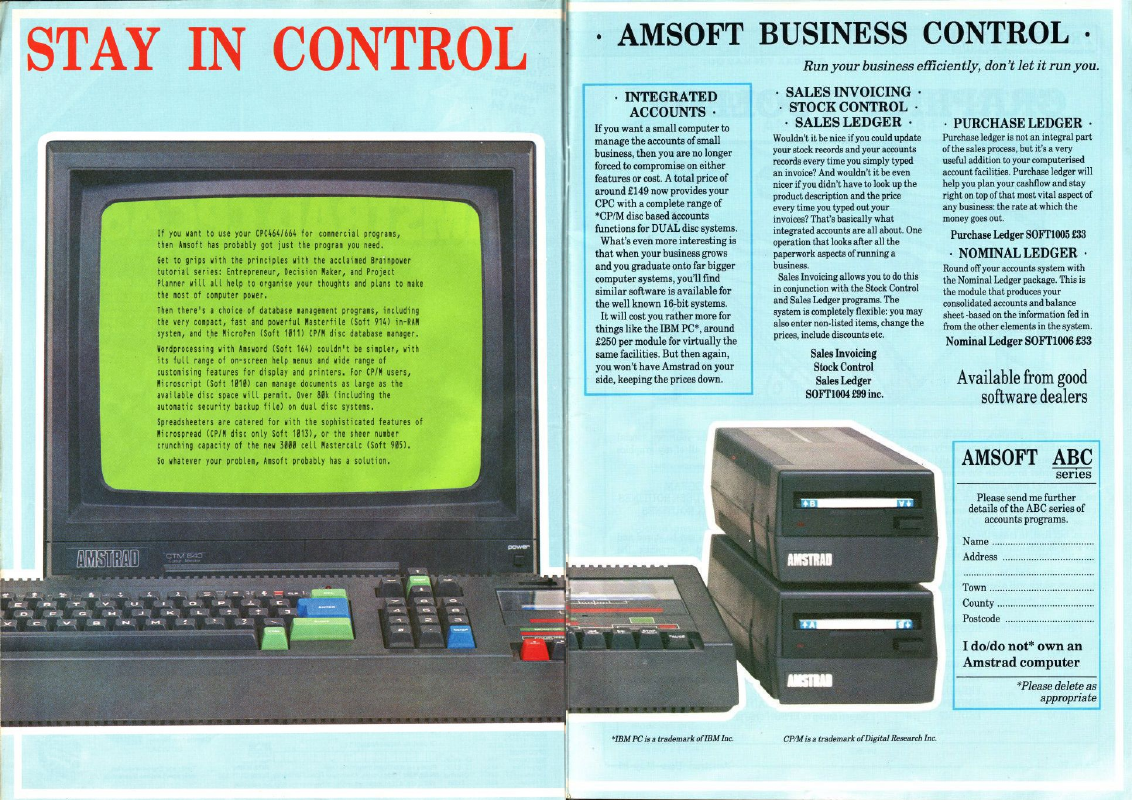 STAY IN CONTROL
If you want to use your CPC464/664 for commercial programs,
then Amsoft has probably got just the program you need.
Get to grips with the principles with the acclaimed Brainpower
tutorial series: Entrepreneur, Decision Maker, and Project
Planner will all help to organise your thoughts and plans to make
the most of computer power.
Then there's a choice of database management programs, including
the very compact, fast and powerful Masterfile (Soft 914) in-RAM
system, and the MicroPen (Soft 1011) CP/M disc database manager.
Wordprocessing with Amsword (Soft 164) couldn't be simpler, with
its full range of on-screen help menus and wide range of
customising features for display and printers. For CP/M users,
Microscript (Soft 1010) can manage documents as large as the
available disc space will permit. Over 80k (including the
automatic security backup file) on dual disc systems.
Spreadsheeters are catered for with the sophisticated features of
Microspread (CP/M disc only Soft 1013), or the sheer number
crunching capacity of the new 3000 cell Mastercalc (Soft 905).
So whatever your problem, Amsoft probably has a solution.
AMSTRAD
power
· AMSOFT BUSINESS CONTROL ·
Run your business efficiently, don't let it run you.
· INTEGRATED
ACCOUNTS ·
If you want a small computer to
manage the accounts of small
business, then you are no longer
forced to compromise on either
features or cost. A total price of
around £149 now provides your
CPC with a complete range of
*CP/M disc based accounts
functions for DUAL disc systems.
What's even more interesting is
that when your business grows
and you graduate onto far bigger
computer systems, you'll find
similar software is available for
the well known 16-bit systems.
It will cost you rather more for
things like the IBM PC*, around
£250 per module for virtually the
same facilities. But then again,
you won't have Amstrad on your
side, keeping the prices down.
· SALES INVOICING ·
· STOCK CONTROL ·
· SALES LEDGER ·
Wouldn't it be nice if you could update
your stock records and your accounts
records every time you simply typed
an invoice? And wouldn't it be even
nicer if you didn't have to look up the
product description and the price
every time you typed out your
invoices? That's basically what
integrated accounts are all about. One
operation that looks after all the
paperwork aspects of running a
business.
Sales Invoicing allows you to do this
in conjunction with the Stock Control
and Sales Ledger programs. The
system is completely flexible: you may
also enter non-listed items, change the
prices, include discounts etc.
Sales Invoicing
Stock Control
Sales Ledger
SOFT1004 £99 inc.
· PURCHASE LEDGER ·
Purchase ledger is not an integral part
of the sales process, but it's a very
useful addition to your computerised
account facilities. Purchase ledger will
help you plan your cashflow and stay
right on top of that most vital aspect of
any business: the rate at which the
money goes out.
Purchase Ledger SOFT1005 £33
· NOMINAL LEDGER ·
Round off your accounts system with
the Nominal Ledger package. This is
the module that produces your
consolidated accounts and balance
sheet -based on the information fed in
from the other elements in the system.
Nominal Ledger SOFT1006 £33
Available from good
software dealers
AMSTRAD
AMSTRAD
AMSOFT ABC
series
Please send me further
details of the ABC series of
accounts programs.
Name
Address
Town
County
Postcode
I do/do not* own an
Amstrad computer
*Please delete as
appropriate
*IBM PC is a trademark of IBM Inc.
CP/M is a trademark of Digital Research Inc.